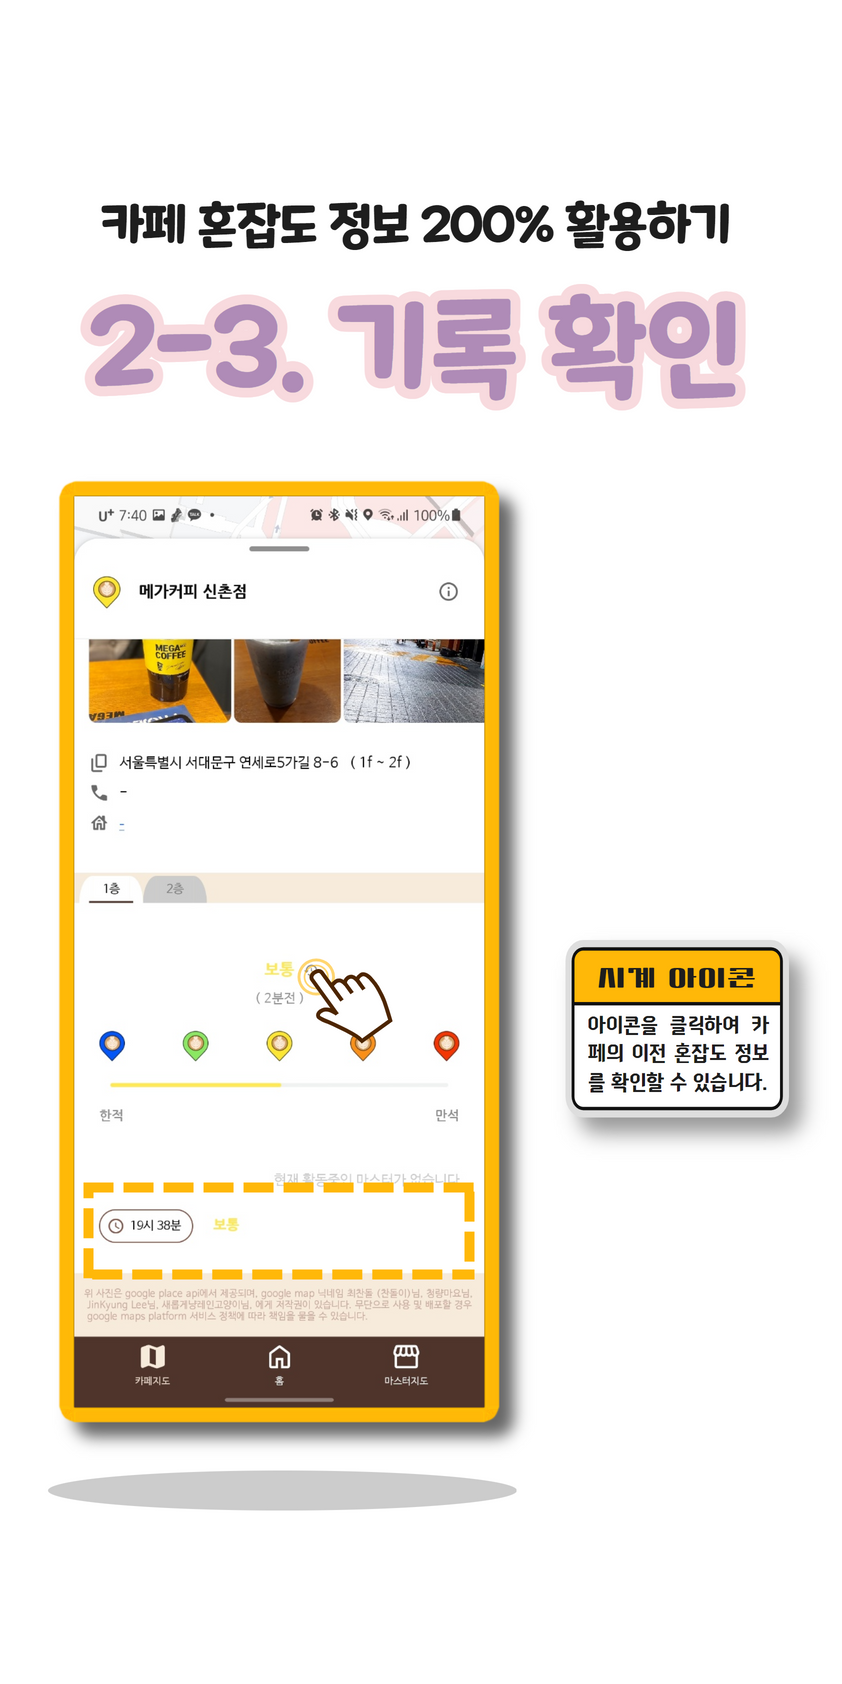 카페 혼잡도 정보 200% 활용하기
2-3. 기록 확인
U+ 7:40 100%
메가커피 신촌점
MEGA
COFFEE
서울특별시 서대문구 연세로5가길 8-6 ( 1f ~ 2f )
-
-
1층 2층
보통
( 2분전 )
한적 만석
현재 활동중인 마스터가 없습니다
19시 38분 보통
위 사진은 google place api에서 제공되며, google map 닉네임 최찬돌 (찬돌이)님, 청량마요님,
JinKyung Lee님, 새롭게날레인고양이님, 에게 저작권이 있습니다. 무단으로 사용 및 배포할 경우
google maps platform 서비스 정책에 따라 책임을 물을 수 있습니다.
카페지도 홈 마스터지도
시계 아이콘
아이콘을 클릭하여 카
페의 이전 혼잡도 정보
를 확인할 수 있습니다.